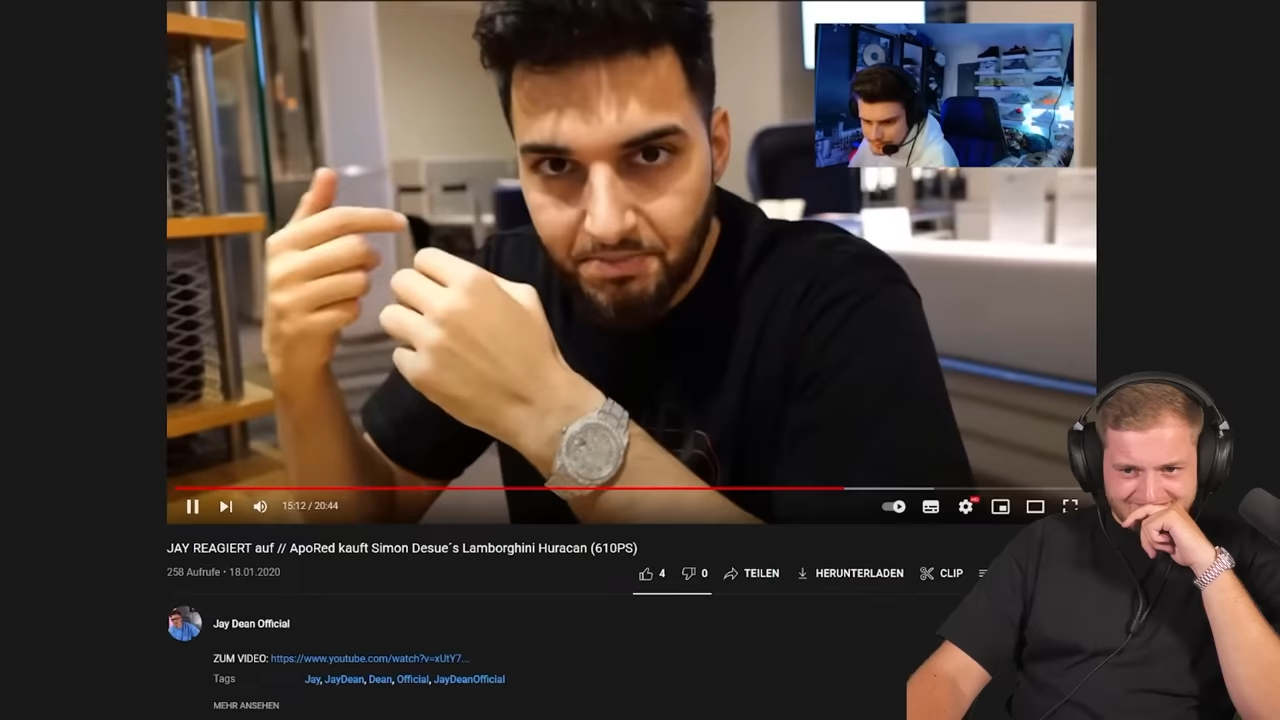 15:12 / 20:44
HD
JAY REAGIERT auf // ApoRed kauft Simon Desue´s Lamborghini Huracan (610PS)
258 Aufrufe • 18.01.2020
4
0
TEILEN
HERUNTERLADEN
CLIP
Jay Dean Official
ZUM VIDEO: https://www.youtube.com/watch?v=xUtY7...
Tags Jay, JayDean, Dean, Official, JayDeanOfficial
MEHR ANSEHEN